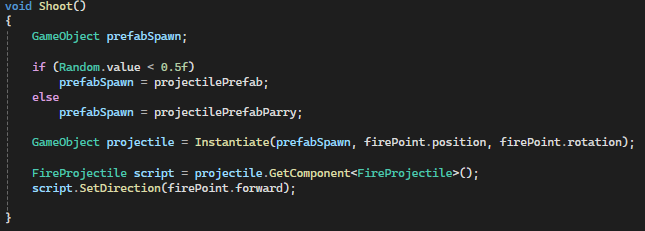 void Shoot()
{
GameObject prefabSpawn;
if (Random.value < 0.5f)
prefabSpawn = projectilePrefab;
else
prefabSpawn = projectilePrefabParry;
GameObject projectile = Instantiate(prefabSpawn, firePoint.position, firePoint.rotation);
FireProjectile script = projectile.GetComponent<FireProjectile>();
script.SetDirection(firePoint.forward);
}